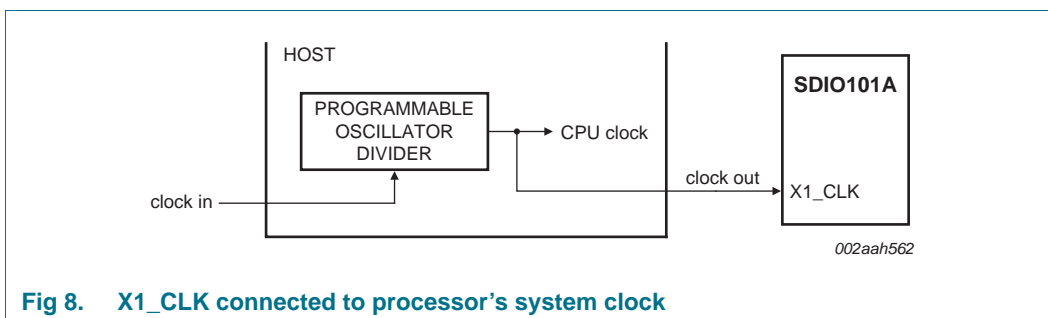 HOST
SDIO101A
PROGRAMMABLE
OSCILLATOR
DIVIDER
CPU clock
clock in
clock out
X1_CLK
002aah562
Fig 8. X1_CLK connected to processor’s system clock